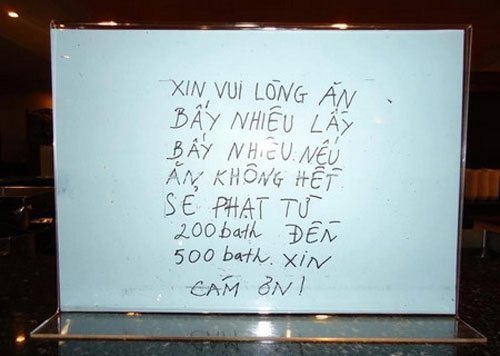 XIN VUI LÒNG ĂN
BẤY NHIÊU LẤY
BẤY NHIÊU. NẾU
ĂN KHÔNG HẾT
SẼ PHẠT TỪ
200 bath ĐẾN
500 bath. XIN
CÁM ƠN!